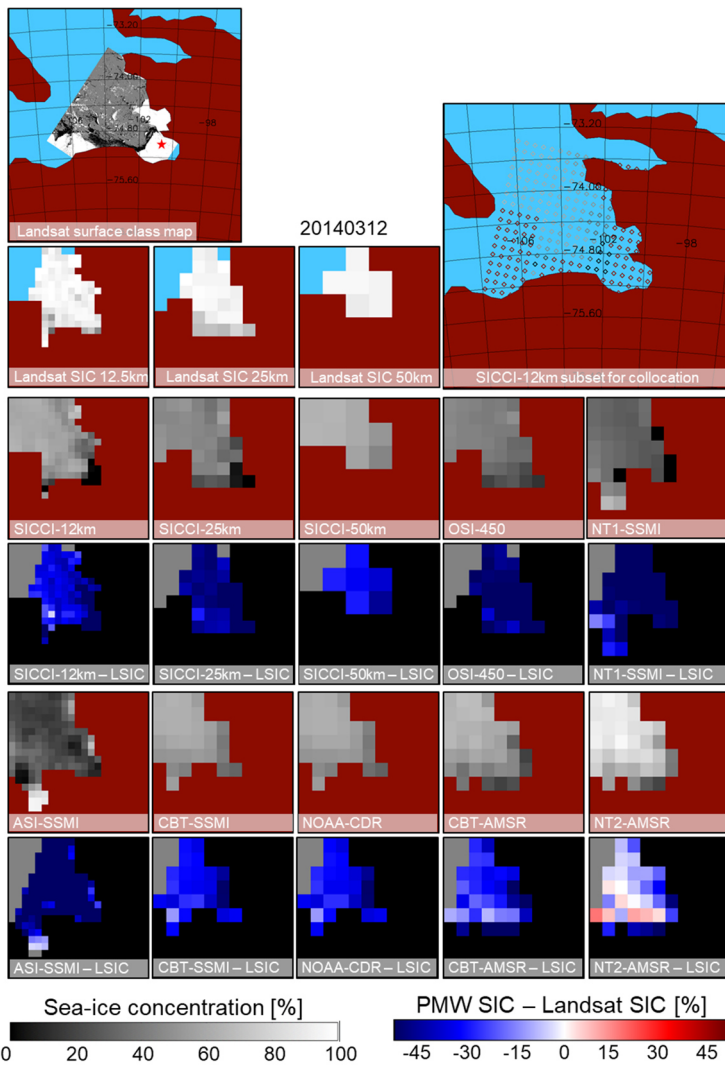 -73.20
-74.00
106
-102
-74.80
-98
-75.60
Landsat surface class map
20140312
-73.20
-74.00
-106
-102
-98
-74.80
-75.60
SICCI-12km subset for collocation
Landsat SIC 12.5km
Landsat SIC 25km
Landsat SIC 50km
SICCI-12km
SICCI-25km
SICCI-50km
OSI-450
NT1-SSMI
SICCI-12km – LSIC
SICCI-25km – LSIC
SICCI-50km – LSIC
OSI-450 – LSIC
NT1-SSMI – LSIC
ASI-SSMI
CBT-SSMI
NOAA-CDR
CBT-AMSR
NT2-AMSR
ASI-SSMI – LSIC
CBT-SSMI – LSIC
NOAA-CDR – LSIC
CBT-AMSR – LSIC
NT2-AMSR – LSIC
Sea-ice concentration [%]
0 20 40 60 80 100
PMW SIC – Landsat SIC [%]
-45 -30 -15 0 15 30 45